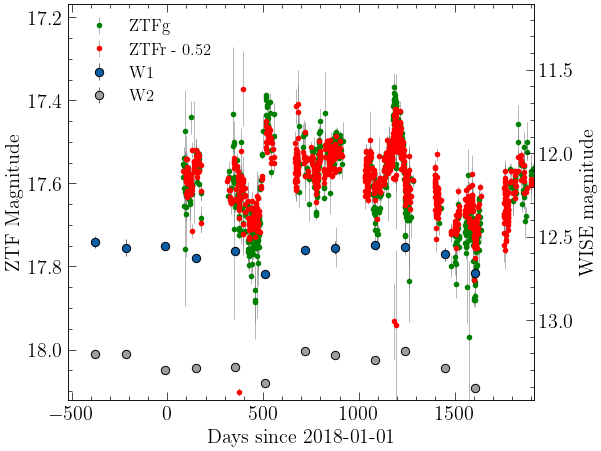 ZTFg
ZTFr - 0.52
W1
W2
17.2
17.4
17.6
17.8
18.0
ZTF Magnitude
11.5
12.0
12.5
13.0
WISE magnitude
−500
0
500
1000
1500
Days since 2018-01-01